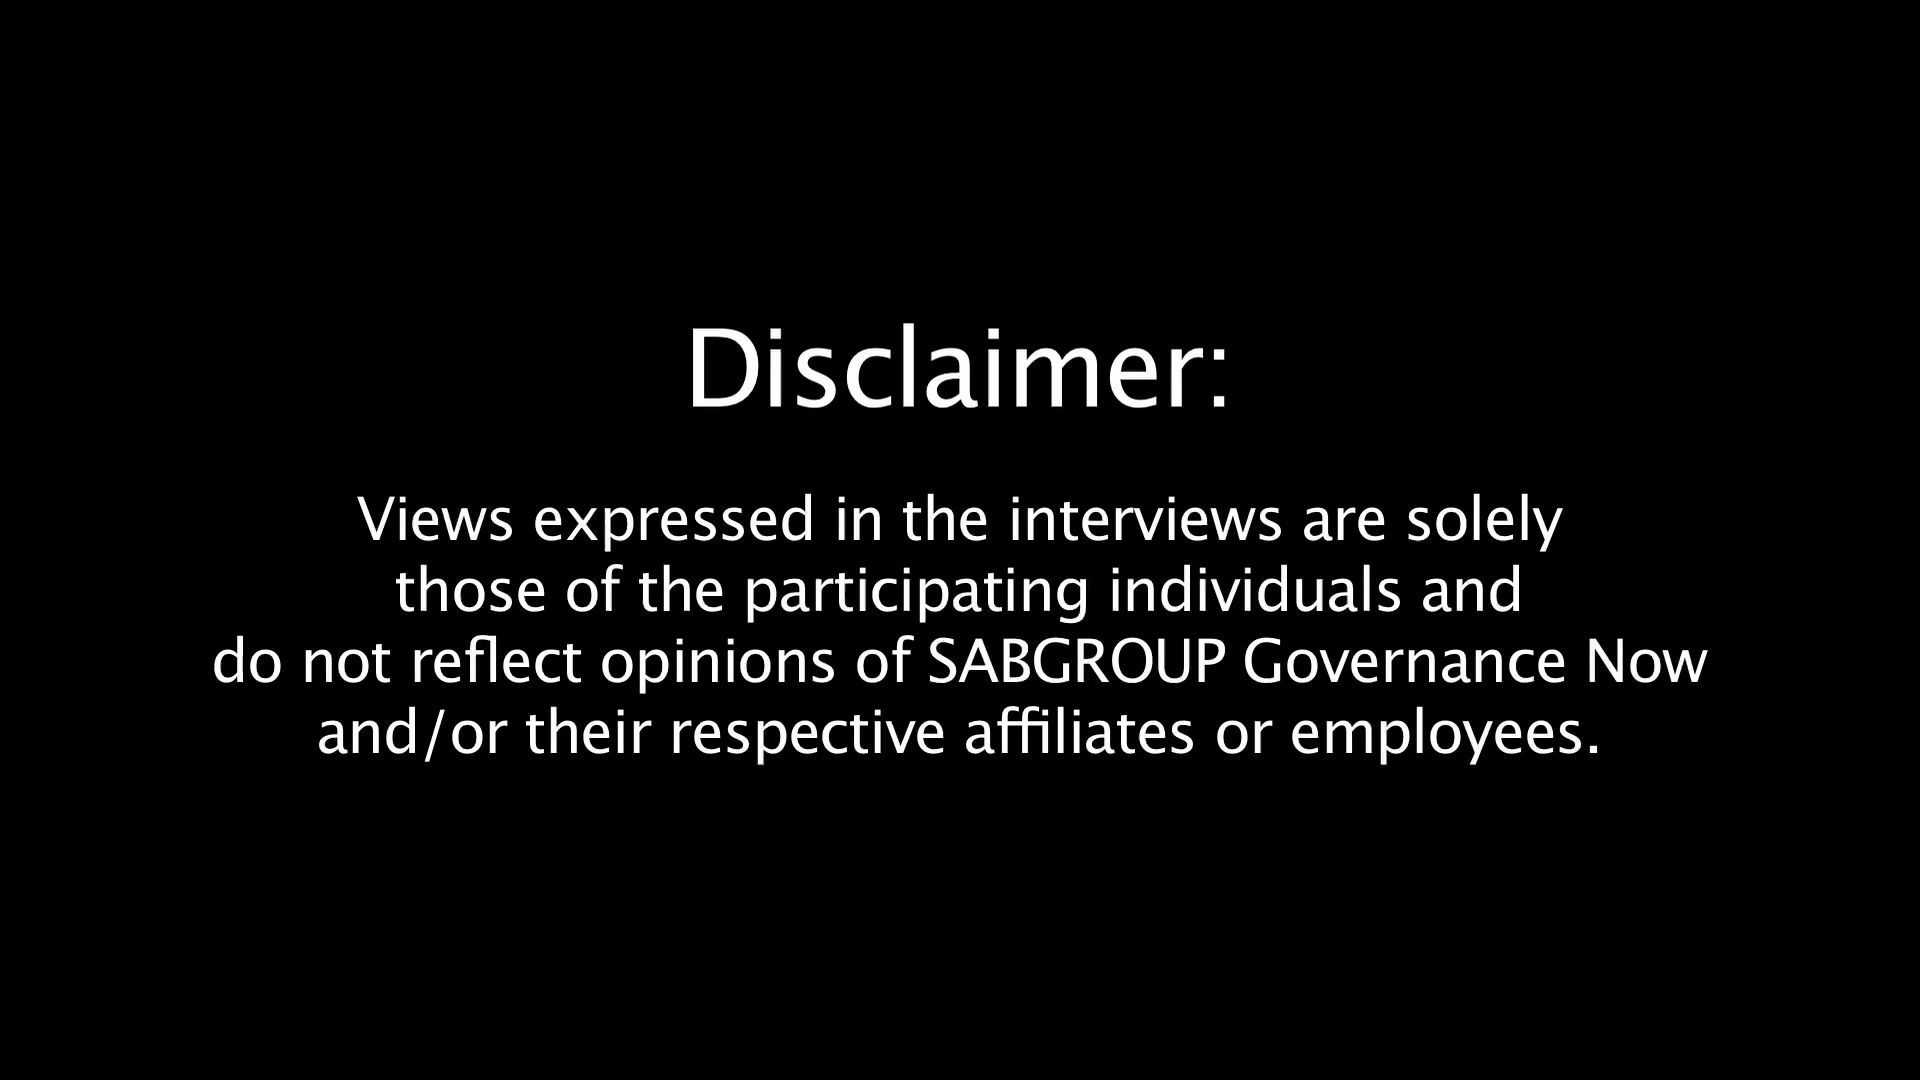 Disclaimer:
Views expressed in the interviews are solely
those of the participating individuals and
do not reflect opinions of SABGROUP Governance Now
and/or their respective affiliates or employees.